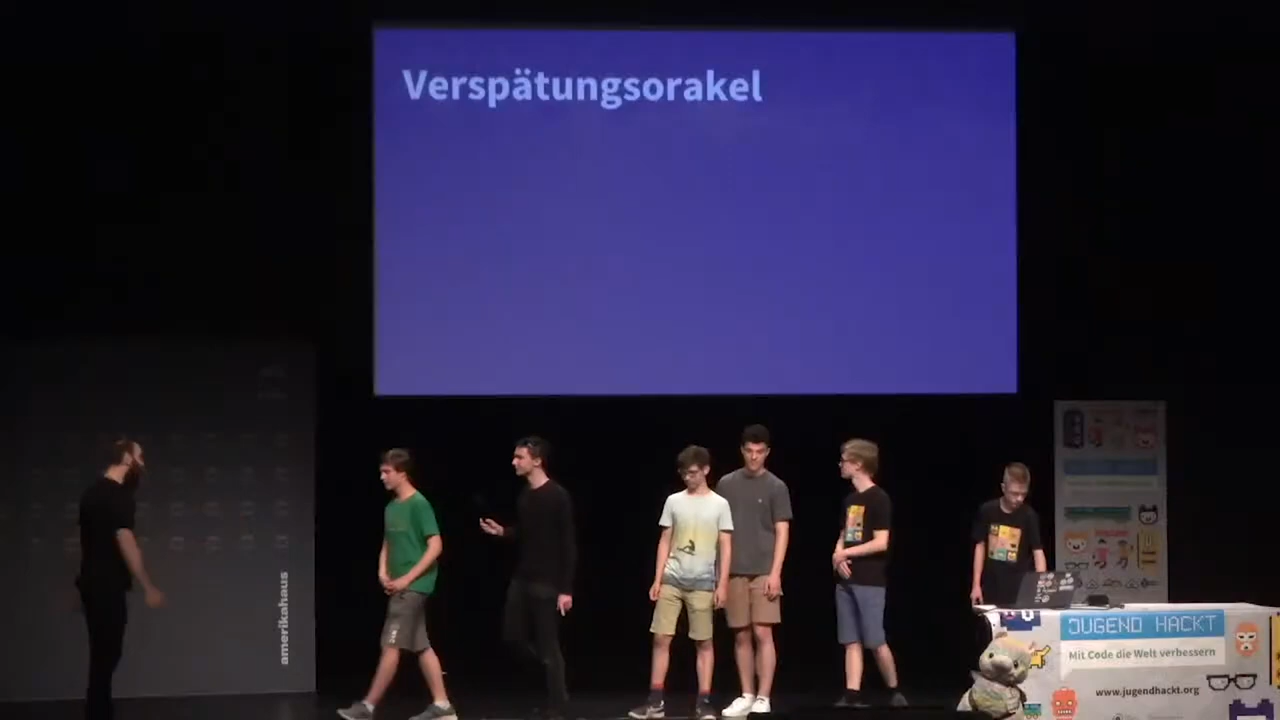 Verspätungsorakel
amerikahaus
JUGEND HACKT
Mit Code die Welt verbessern
www.jugendhackt.org